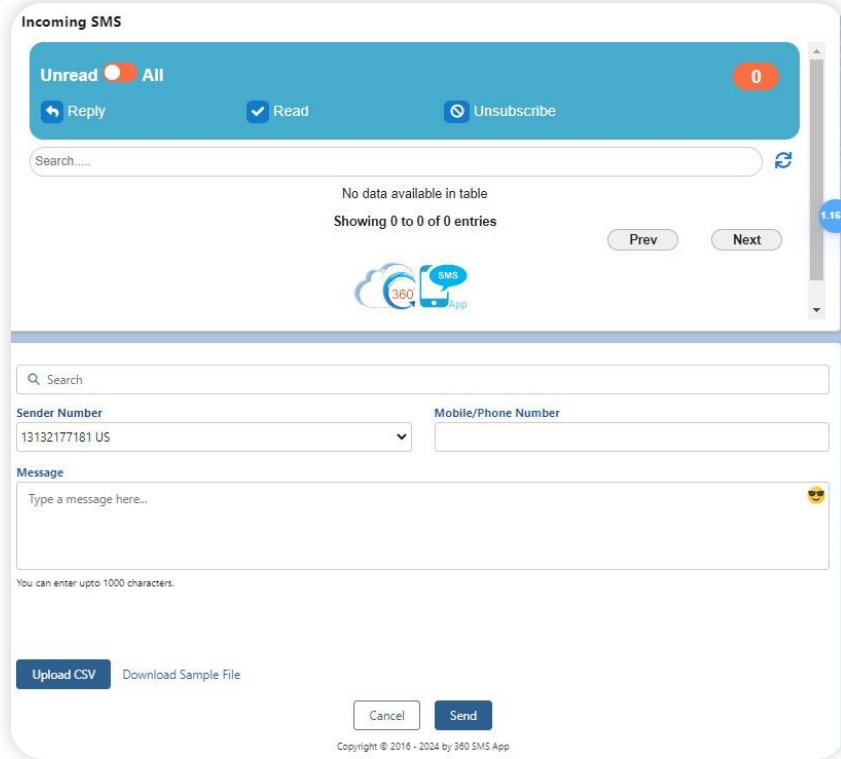 Incoming SMS
Unread All 0
Reply Read Unsubscribe
Search.....
No data available in table
Showing 0 to 0 of 0 entries
1.16
Prev Next
360 SMS App
Search
Sender Number Mobile/Phone Number
13132177181 US
Message
Type a message here...
You can enter upto 1000 characters.
Upload CSV Download Sample File
Cancel Send
Copyright © 2016 - 2024 by 360 SMS App